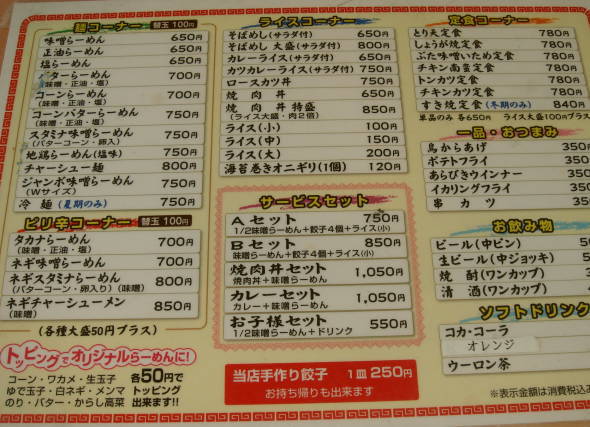 麺コーナー 替玉 100円
味噌らーめん 650円
正油らーめん 650円
塩らーめん 650円
バターらーめん 700円
(味噌・正油・塩)
コーンらーめん 700円
(味噌・正油・塩)
コーンバターらーめん 750円
(味噌・正油・塩)
スタミナ味噌らーめん 750円
(バターコーン・卵入)
地鶏らーめん(塩味) 750円
チャーシュー麺 800円
ジャンボ味噌らーめん 750円
(Wサイズ)
冷麺(夏期のみ) 750円
ピリ辛コーナー 替玉 100円
タカナらーめん 700円
(味噌・正油・塩)
ネギ味噌らーめん 700円
ネギスタミナらーめん 800円
(バターコーン・卵入り)(味噌)
ネギチャーシューメン 850円
(味噌)
(各種大盛50円プラス)
トッピングでオリジナルらーめんに!
コーン・ワカメ・生玉子 各50円で
ゆで玉子・白ネギ・メンマ トッピング
のり・バター・からし高菜 出来ます!!
ライスコーナー
そばめし(サラダ付) 650円
そばめし 大盛(サラダ付) 800円
カレーライス(サラダ付) 650円
カツカレーライス(サラダ付) 750円
ロースカツ丼 750円
焼肉丼 650円
焼肉丼 特盛 850円
(ライス大盛・肉2倍)
ライス(小) 100円
ライス(中) 150円
ライス(大) 200円
海苔巻きオニギリ(1個) 120円
サービスセット
Aセット 750円
1/2味噌らーめん+餃子4個+ライス(小)
Bセット 850円
味噌らーめん+餃子4個+ライス(小)
焼肉丼セット 1,050円
焼肉丼+味噌らーめん
カレーセット 1,050円
カレー+味噌らーめん
お子様セット 550円
1/2味噌らーめん+ドリンク
当店手作り餃子 1皿 250円
お持ち帰りも出来ます
定食コーナー
とり天定食 780円
しょうが焼定食 780円
ぶた味噌いため定食 780円
チキン南蛮定食 780円
トンカツ定食 780円
チキンカツ定食 780円
すき焼定食(冬期のみ) 840円
単品のみ 各650円 ライス大盛100円プラス
一品・おつまみ
鳥からあげ 350
ポテトフライ 350
あらびきウインナー 350
イカリングフライ 350
串カツ 350
お飲み物
ビール(中ビン)
生ビール(中ジョッキ)
焼酎(ワンカップ)
清酒(ワンカップ)
ソフトドリンク
コカ・コーラ
オレンジ
ウーロン茶
※表示金額は消費税込み